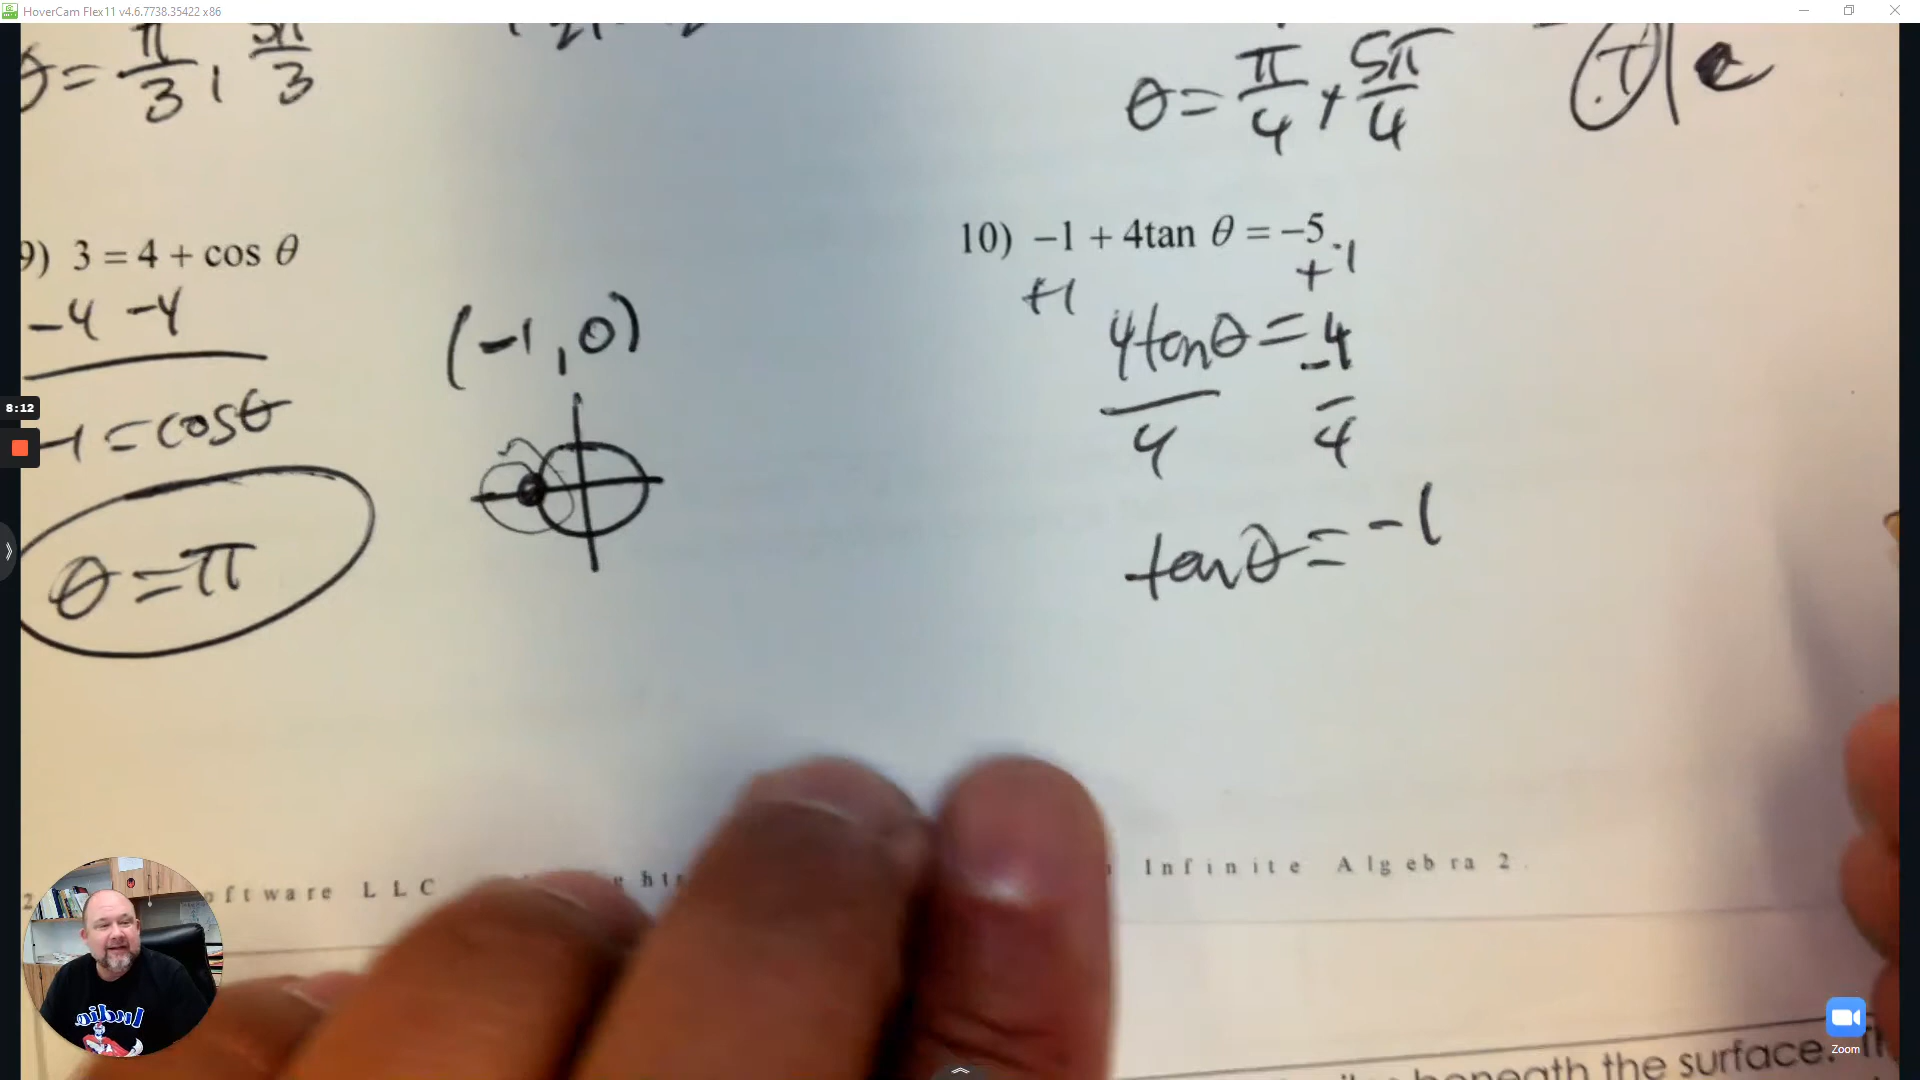 HoverCam Flex11 v4.6.7738.35422 x86
θ = π/3, 5π/3
θ = π/4, 5π/4
9) 3 = 4 + cos θ
-4 -4
-1 = cosθ
θ = π
(-1, 0)
10) -1 + 4tan θ = -5
+1 +1
4tanθ = -4
4 4
tanθ = -1
8:12
oftware LLC
Infinite Algebra 2.
beneath the surface.
Zoom